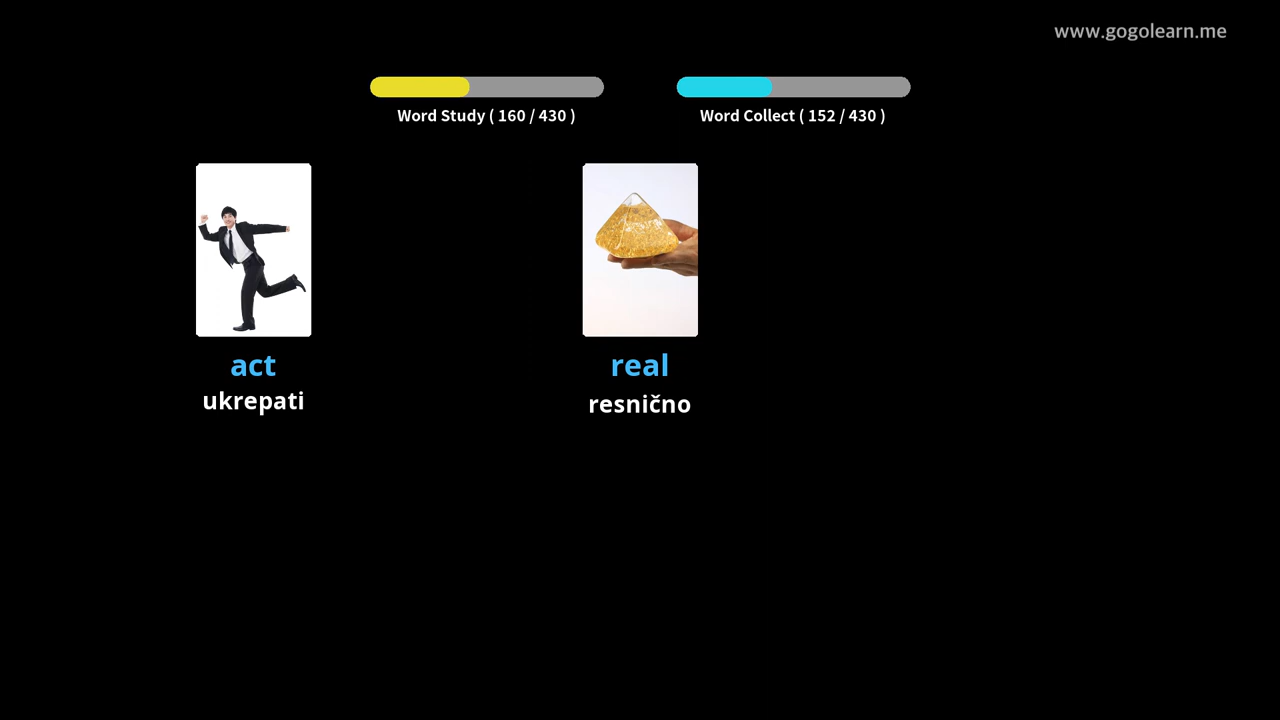 www.gogolearn.me
Word Study ( 160 / 430 )
Word Collect ( 152 / 430 )
act
ukrepati
real
resnično